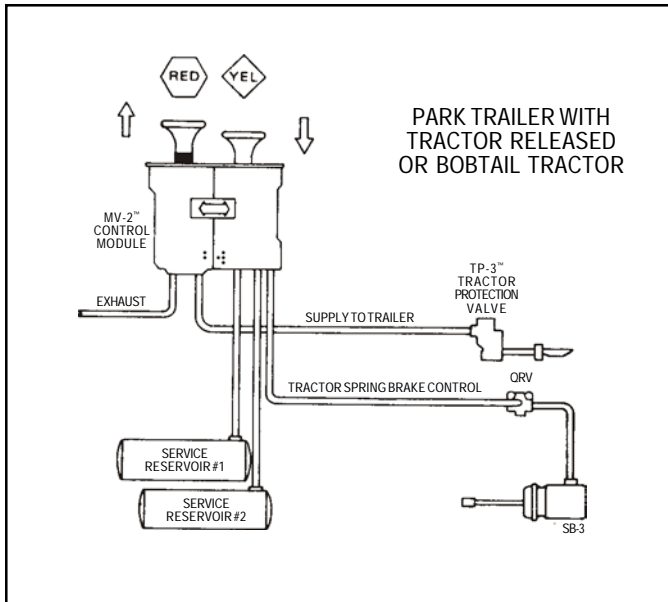 RED
YEL
PARK TRAILER WITH
TRACTOR RELEASED
OR BOBTAIL TRACTOR
MV-2™
CONTROL
MODULE
TP-3™
TRACTOR
PROTECTION
VALVE
EXHAUST
SUPPLY TO TRAILER
QRV
TRACTOR SPRING BRAKE CONTROL
SERVICE
RESERVOIR #1
SERVICE
RESERVOIR #2
SB-3